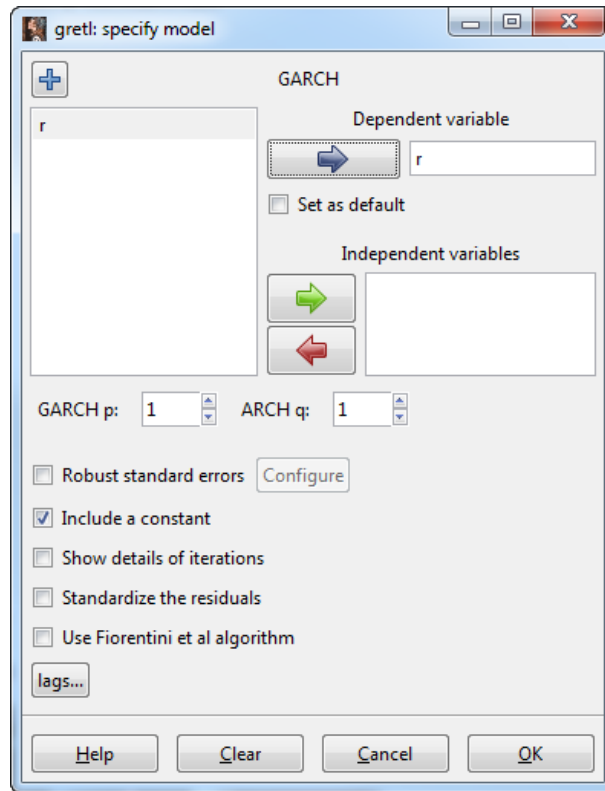 gretl: specify model
GARCH
r
Dependent variable
r
Set as default
Independent variables
GARCH p: 1 ARCH q: 1
Robust standard errors Configure
Include a constant
Show details of iterations
Standardize the residuals
Use Fiorentini et al algorithm
lags...
Help Clear Cancel OK